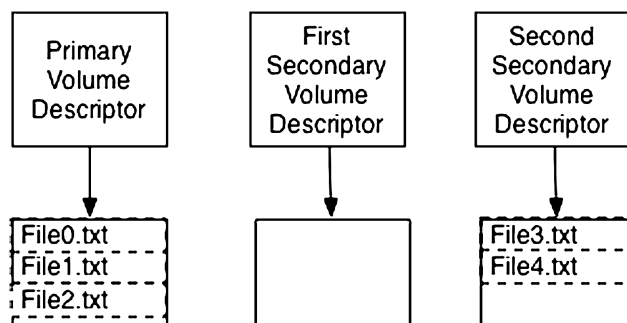 Primary
Volume
Descriptor
First
Secondary
Volume
Descriptor
Second
Secondary
Volume
Descriptor
File0.txt
File1.txt
File2.txt
File3.txt
File4.txt